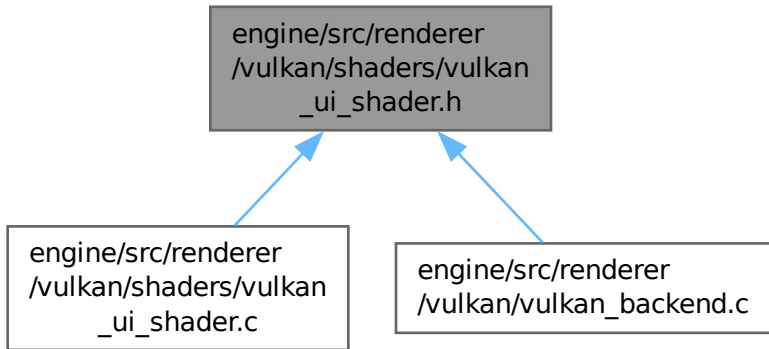 engine/src/renderer
/vulkan/shaders/vulkan
_ui_shader.h
engine/src/renderer
/vulkan/shaders/vulkan
_ui_shader.c
engine/src/renderer
/vulkan/vulkan_backend.c